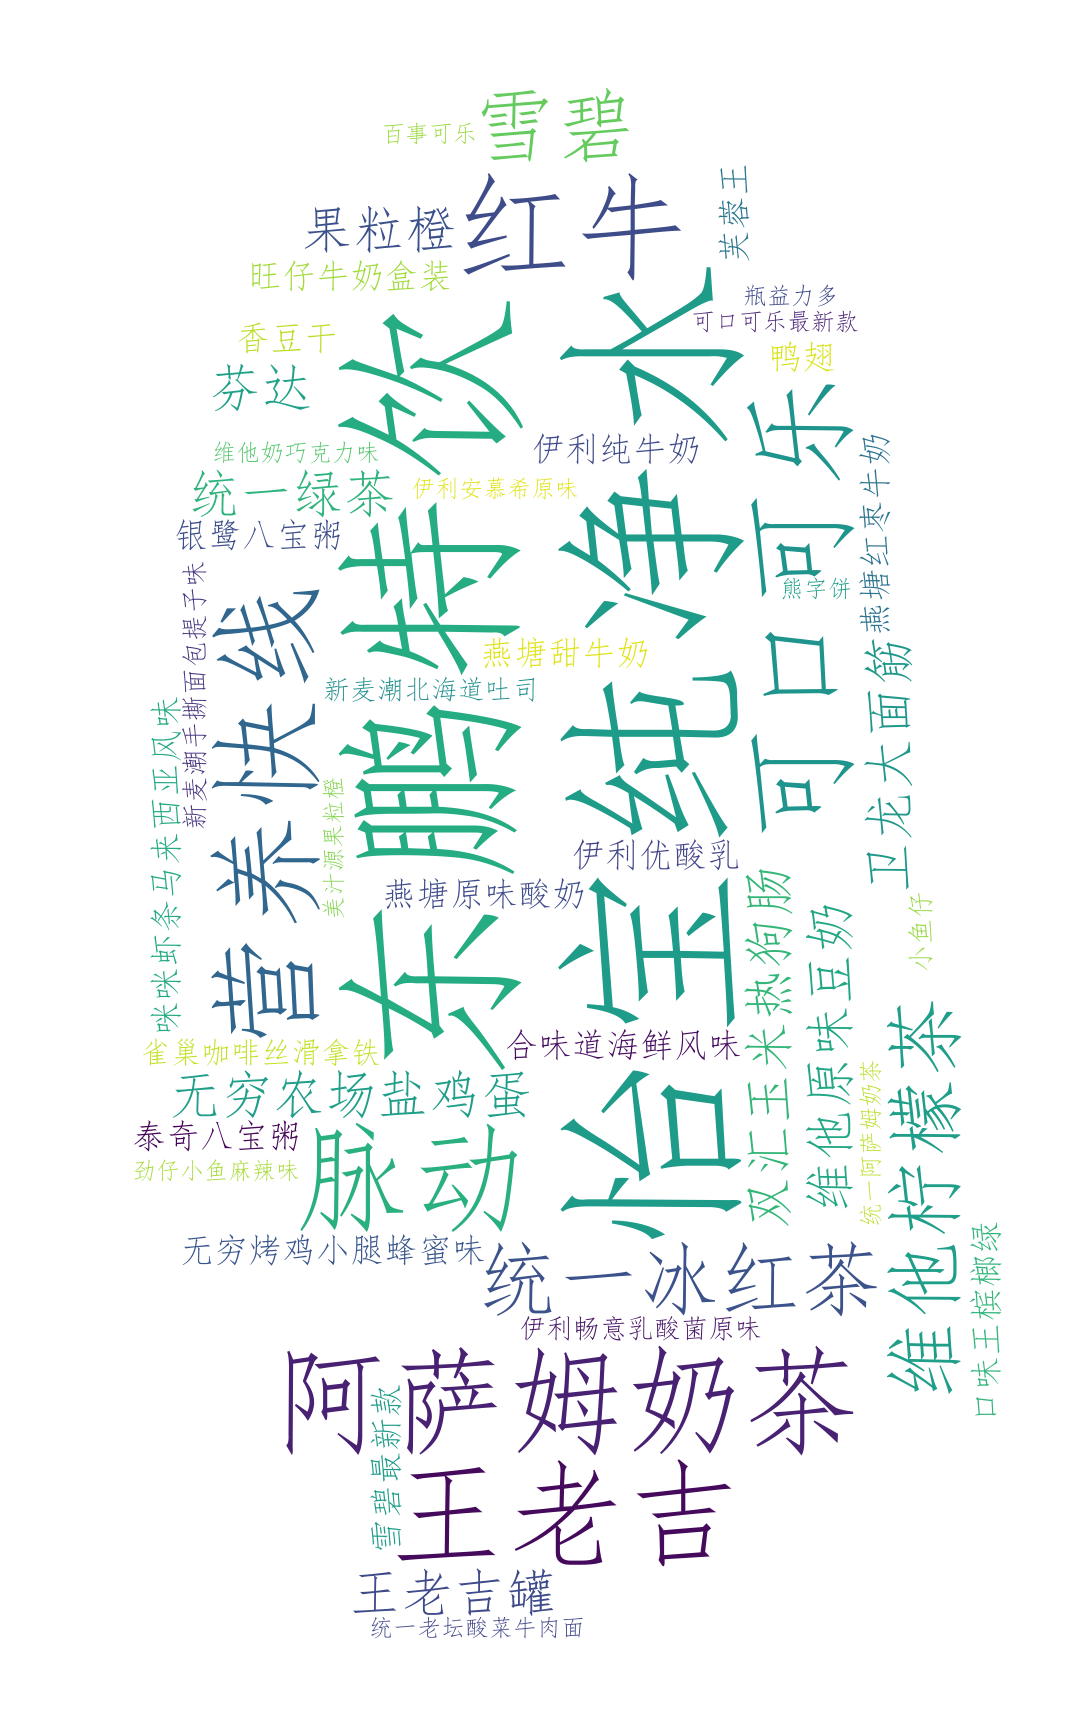 雪碧
百事可乐
红牛
芙蓉王
果粒橙
旺仔牛奶盒装
怡宝纯净水
瓶益力多
可口可乐最新款
东鹏特饮
香豆干
鸭翅
芬达
可口可乐
伊利纯牛奶
维他奶巧克力味
燕塘红枣牛奶
统一绿茶
伊利安慕希原味
银鹭八宝粥
新麦潮手撕面包提子味
熊字饼
营养快线
燕塘甜牛奶
卫龙大面筋
新麦潮北海道吐司
咪咪虾条马来西亚风味
美汁源果粒橙
伊利优酸乳
双汇玉米热狗肠
燕塘原味酸奶
小鱼仔
维他原味豆奶
维他柠檬茶
合味道海鲜风味
雀巢咖啡丝滑拿铁
统一阿萨姆奶茶
无穷农场盐鸡蛋
泰奇八宝粥
脉动
劲仔小鱼麻辣味
口味王槟榔绿
无穷烤鸡小腿蜂蜜味
统一冰红茶
伊利畅意乳酸菌原味
阿萨姆奶茶
雪碧最新款
王老吉
王老吉罐
统一老坛酸菜牛肉面